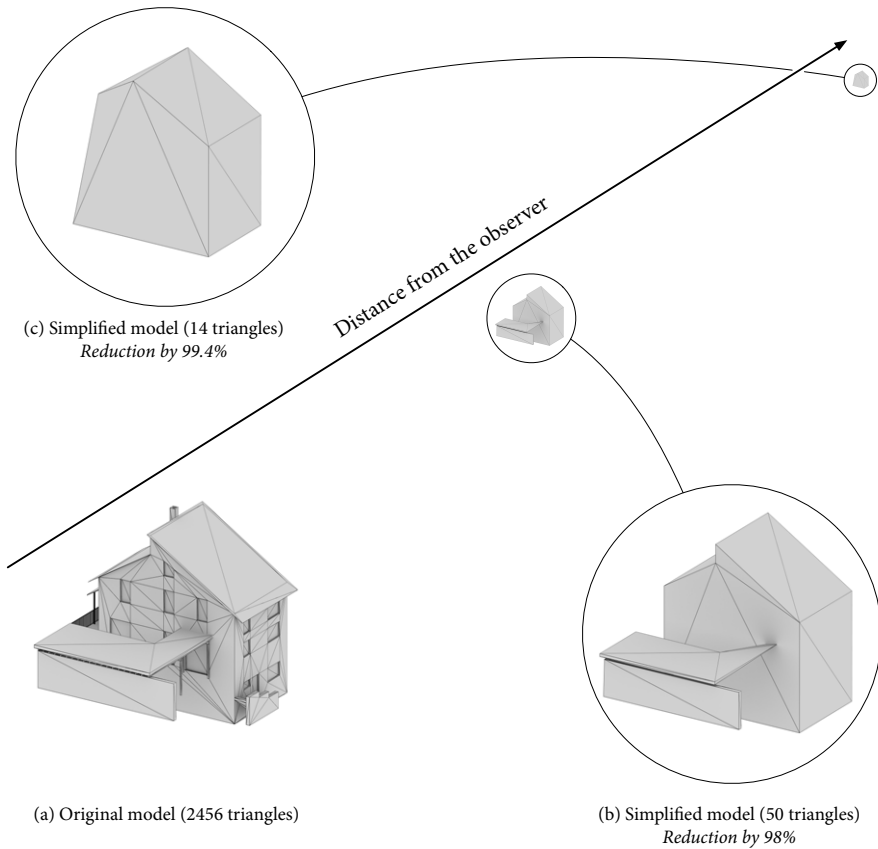 Distance from the observer
(c) Simplified model (14 triangles)
Reduction by 99.4%
(a) Original model (2456 triangles)
(b) Simplified model (50 triangles)
Reduction by 98%